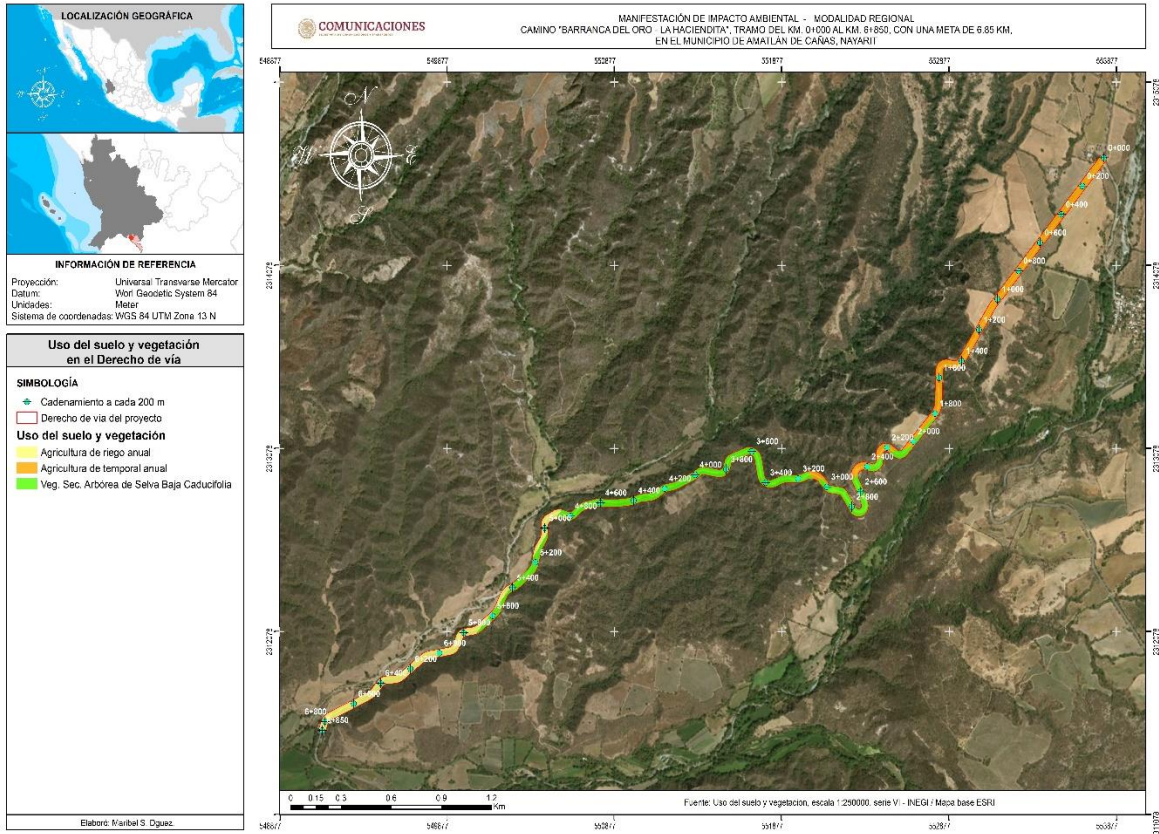 LOCALIZACIÓN GEOGRÁFICA
INFORMACIÓN DE REFERENCIA
Proyección: Universal Transverse Mercator
Datum: Worl Geodetic System 84
Unidades: Meter
Sistema de coordenadas: WGS 84 UTM Zone 13 N
Uso del suelo y vegetación
en el Derecho de vía
SIMBOLOGÍA
Cadenamiento a cada 200 m
Derecho de vía del proyecto
Uso del suelo y vegetación
Agricultura de riego anual
Agricultura de temporal anual
Veg. Sec. Arbórea de Selva Baja Caducifolia
Elaboró: Maribel S. Dguez.
COMUNICACIONES
MANIFESTACIÓN DE IMPACTO AMBIENTAL - MODALIDAD REGIONAL
CAMINO "BARRANCA DEL ORO - LA HACIENDITA", TRAMO DEL KM. 0+000 AL KM. 6+850, CON UNA META DE 6.85 KM,
EN EL MUNICIPIO DE AMATLÁN DE CAÑAS, NAYARIT
N
E
S
0+000
0+200
0+400
0+600
0+800
1+000
1+200
1+400
1+600
1+800
2+000
2+200
2+400
2+600
2+800
3+000
3+200
3+400
3+600
3+800
4+000
4+200
4+400
4+600
4+800
5+000
5+200
5+400
5+600
6+200
6+400
6+800
6+850
0 0.15 0.3 0.6 0.9 1.2
Km
Fuente: Uso del suelo y vegetacion, escala 1:250000, serie VI - INEGI / Mapa base ESRI